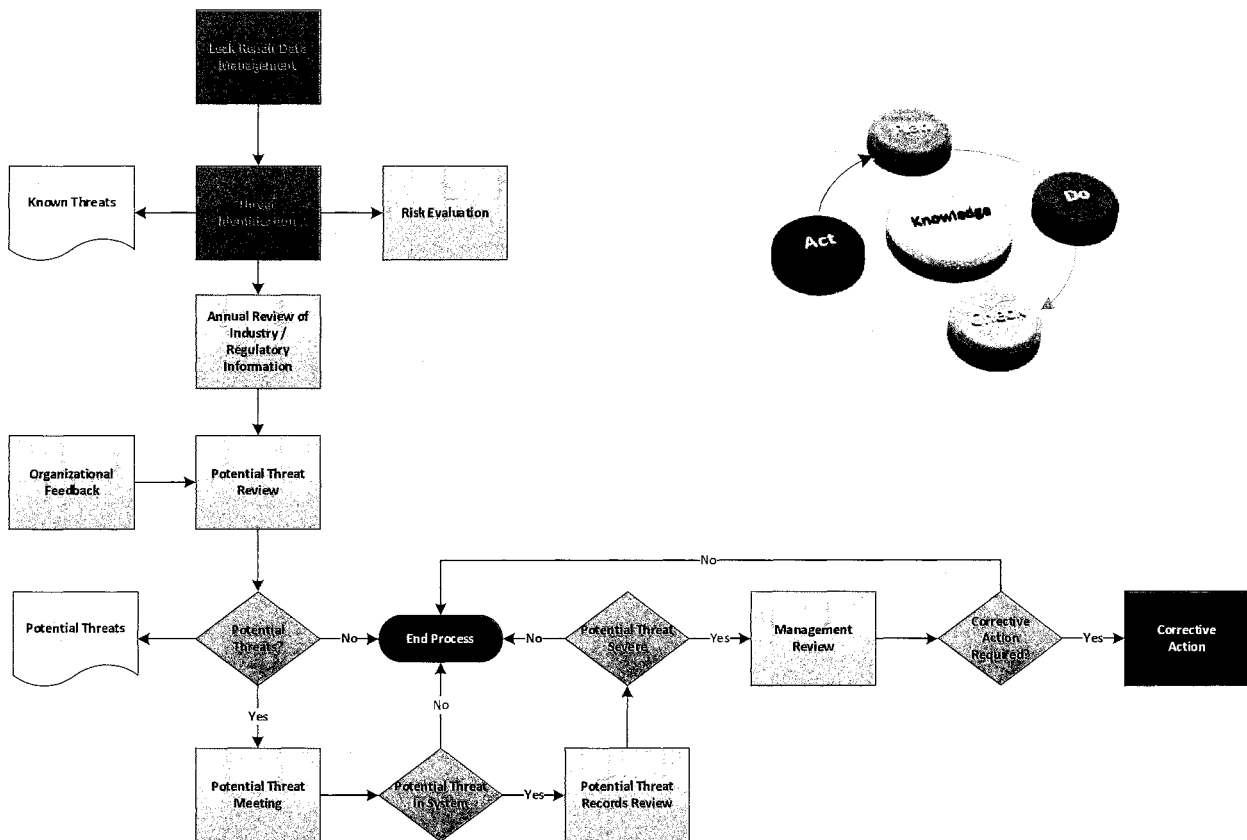 Leak Repair Data
Management
Known Threats
Threat
Identification
Risk Evaluation
Plan
Do
Knowledge
Act
Check
Annual Review of
Industry /
Regulatory
Information
Organizational
Feedback
Potential Threat
Review
No
Potential Threats
Potential
Threats?
No
End Process
No
Potential Threat
Severe
Yes
Management
Review
Corrective
Action
Required?
Yes
Corrective
Action
Yes
No
Potential Threat
Meeting
Potential Threat
In System
Yes
Potential Threat
Records Review